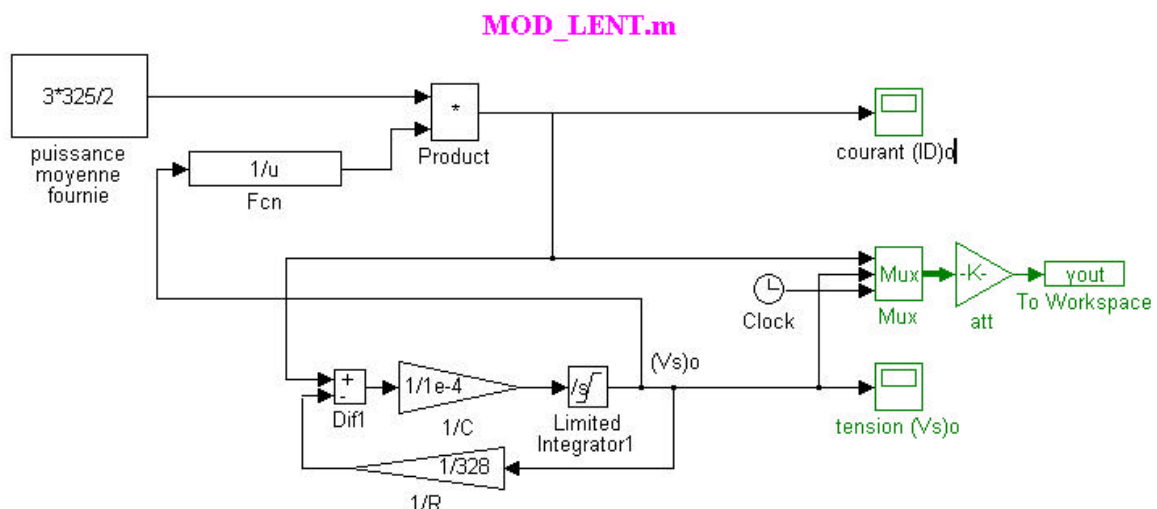 MOD_LENT.m
3*325/2
puissance
moyenne
fournie
*
Product
1/u
Fcn
courant (ID)o
Clock
Mux
Mux
-K-
att
yout
To Workspace
(Vs)o
+
-
Dif1
1/1e-4
1/C
/s
Limited
Integrator1
tension (Vs)o
1/328
1/R